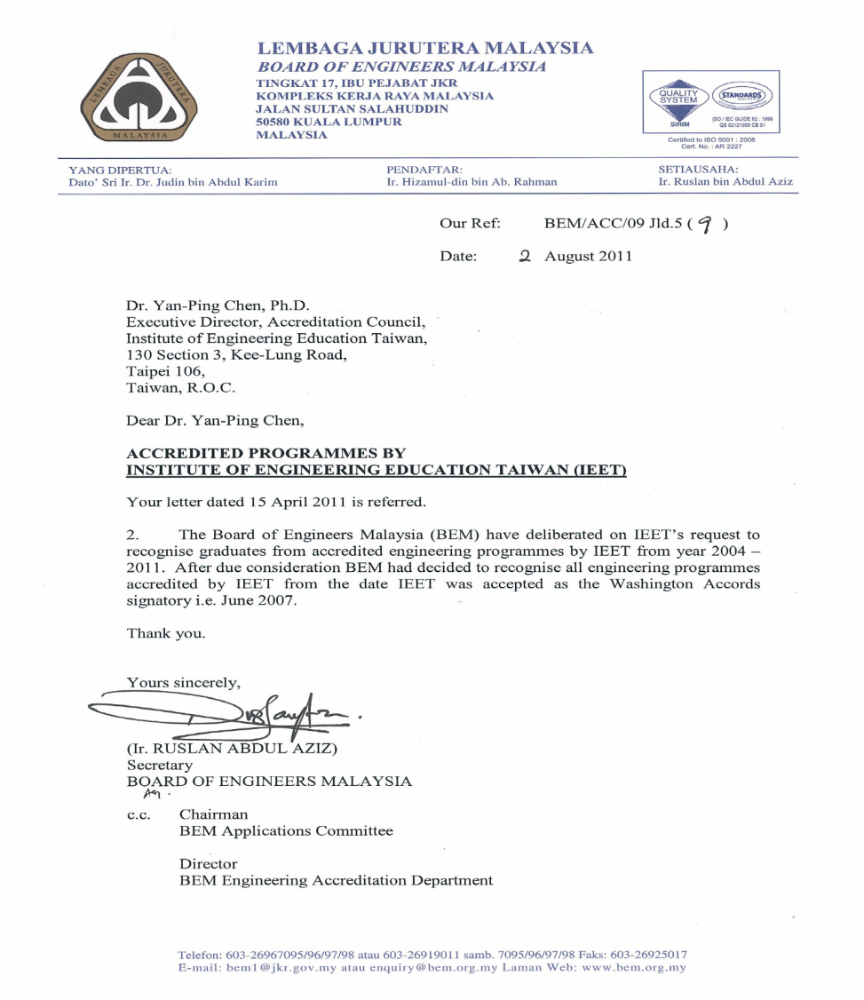 LEMBAGA JURUTERA MALAYSIA
BOARD OF ENGINEERS MALAYSIA
TINGKAT 17, IBU PEJABAT JKR
KOMPLEKS KERJA RAYA MALAYSIA
JALAN SULTAN SALAHUDDIN
50580 KUALA LUMPUR
MALAYSIA
LEMBAGA JURUTERA
MALAYSIA
QUALITY
SYSTEM
SIRIM
STANDARDS
ISO / IEC GUIDE 62 : 1999
QS 02121998 CB 01
Certified to ISO 9001 : 2008
Cert. No. : AR 2227
YANG DIPERTUA: PENDAFTAR: SETIAUSAHA:
Dato' Sri Ir. Dr. Judin bin Abdul Karim Ir. Hizamul-din bin Ab. Rahman Ir. Ruslan bin Abdul Aziz
Our Ref: BEM/ACC/09 Jld.5 ( 9 )
Date: 2 August 2011
Dr. Yan-Ping Chen, Ph.D.
Executive Director, Accreditation Council,
Institute of Engineering Education Taiwan,
130 Section 3, Kee-Lung Road,
Taipei 106,
Taiwan, R.O.C.
Dear Dr. Yan-Ping Chen,
ACCREDITED PROGRAMMES BY
INSTITUTE OF ENGINEERING EDUCATION TAIWAN (IEET)
Your letter dated 15 April 2011 is referred.
2. The Board of Engineers Malaysia (BEM) have deliberated on IEET's request to
recognise graduates from accredited engineering programmes by IEET from year 2004 –
2011. After due consideration BEM had decided to recognise all engineering programmes
accredited by IEET from the date IEET was accepted as the Washington Accords
signatory i.e. June 2007.
Thank you.
Yours sincerely,
(Ir. RUSLAN ABDUL AZIZ)
Secretary
BOARD OF ENGINEERS MALAYSIA
c.c. Chairman
BEM Applications Committee
Director
BEM Engineering Accreditation Department
Telefon: 603-26967095/96/97/98 atau 603-26919011 samb. 7095/96/97/98 Faks: 603-26925017
E-mail: bem1@jkr.gov.my atau enquiry@bem.org.my Laman Web: www.bem.org.my